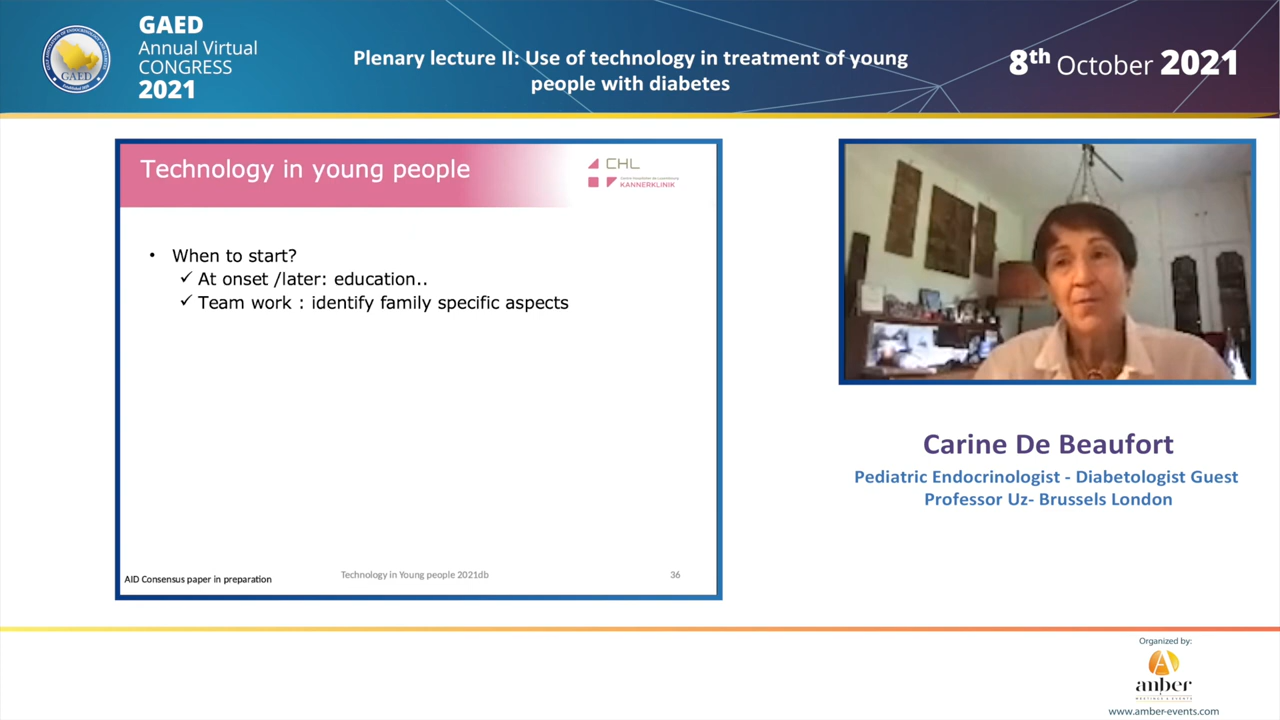 GAED
Annual Virtual
CONGRESS
2021
GAED
Plenary lecture II: Use of technology in treatment of young
people with diabetes
8th October 2021
Technology in young people
CHL
KANNERKLINIK
• When to start?
✓ At onset /later: education..
✓ Team work : identify family specific aspects
AID Consensus paper in preparation
Technology in Young people 2021db
36
Carine De Beaufort
Pediatric Endocrinologist - Diabetologist Guest
Professor Uz- Brussels London
Organized by:
anber
www.amber-events.com